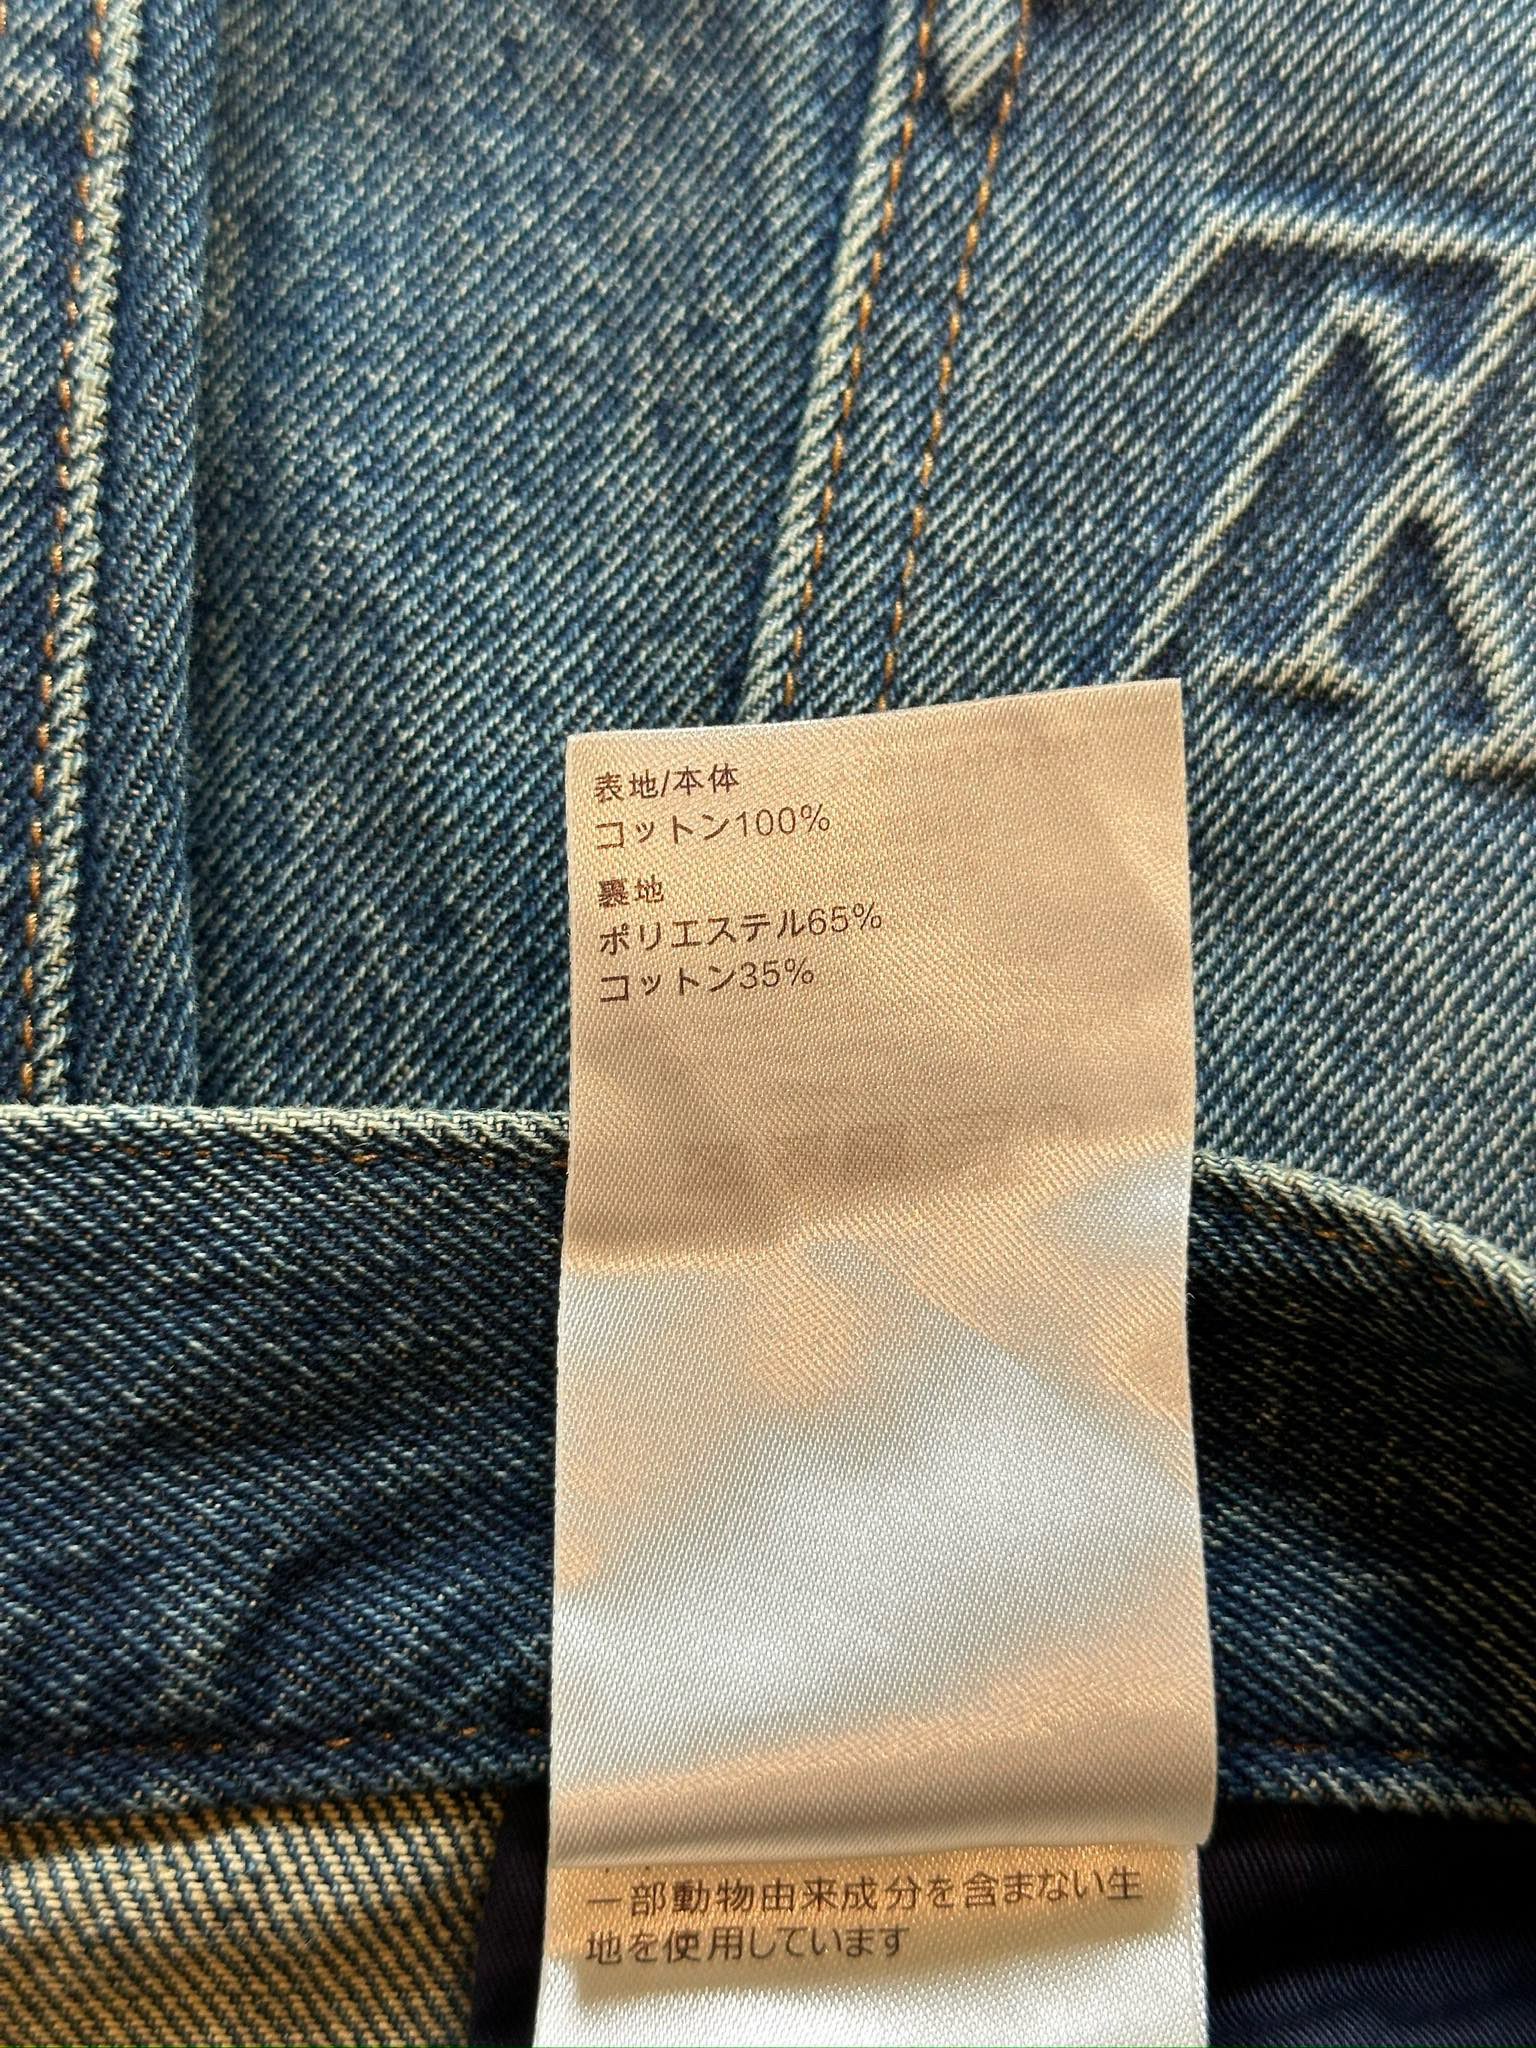 表地/本体
コットン100%
裏地
ポリエステル65%
コットン35%
一部動物由来成分を含まない生
地を使用しています